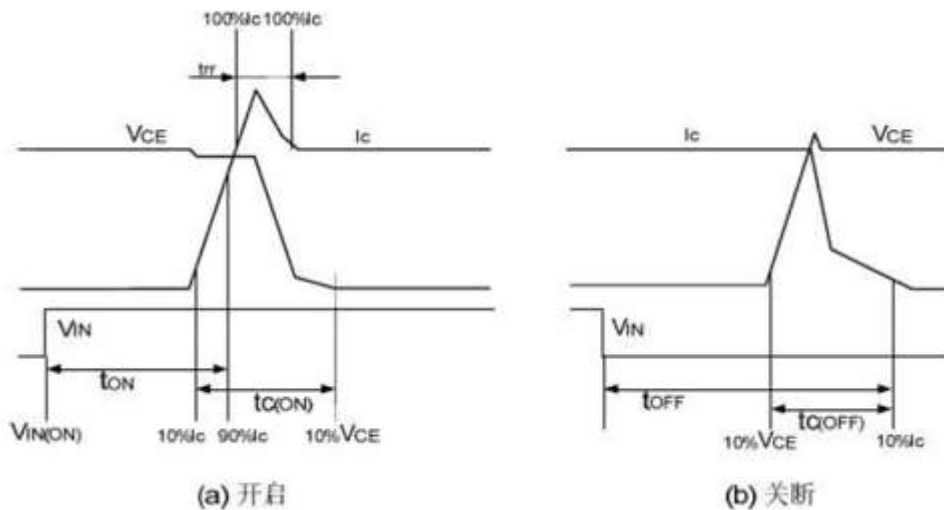 100%Ic 100%Ic
trr
VCE Ic
VIN
tON
tC(ON)
VIN(ON) 10%Ic 90%Ic 10%VCE
(a) 开启
Ic VCE
VIN
tOFF
tC(OFF)
10%VCE 10%Ic
(b) 关断